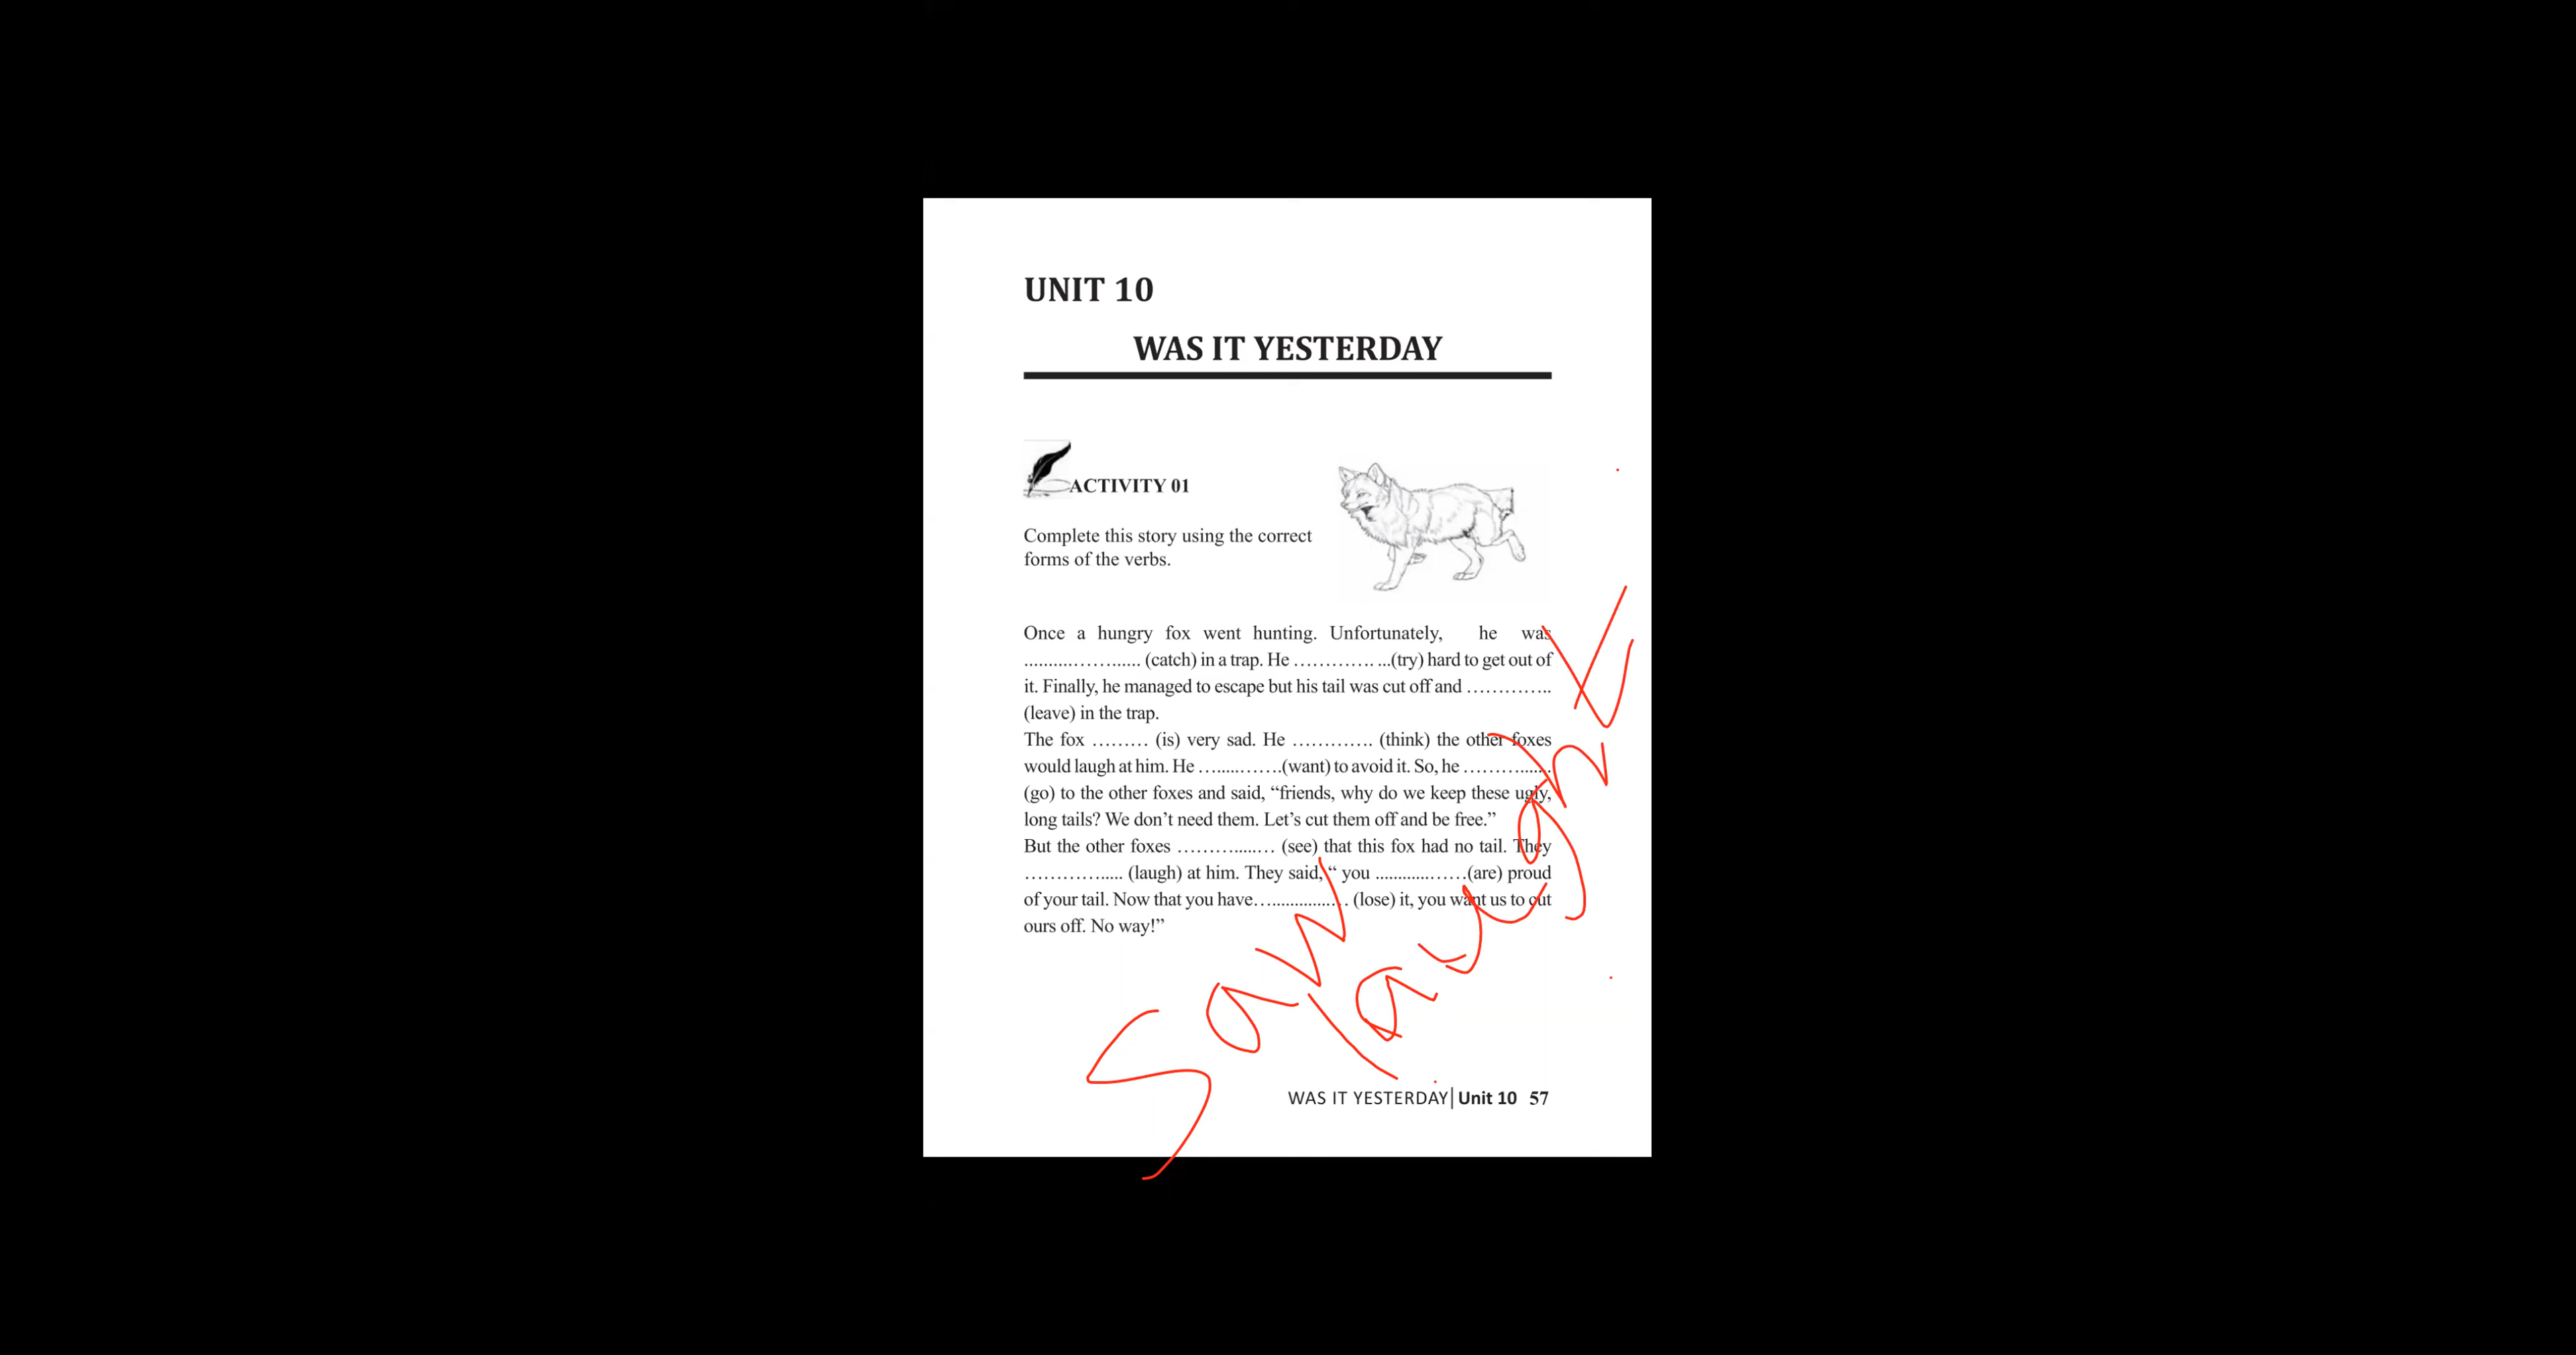 UNIT 10
WAS IT YESTERDAY
ACTIVITY 01
Complete this story using the correct
forms of the verbs.
Once a hungry fox went hunting. Unfortunately, he was
........................ (catch) in a trap. He ………….. ...(try) hard to get out of
it. Finally, he managed to escape but his tail was cut off and …………..
(leave) in the trap.
The fox ……… (is) very sad. He …………. (think) the other foxes
would laugh at him. He ….....…….(want) to avoid it. So, he ………......
(go) to the other foxes and said, “friends, why do we keep these ugly,
long tails? We don’t need them. Let’s cut them off and be free.”
But the other foxes ……….....… (see) that this fox had no tail. They
………….... (laugh) at him. They said, “ you ............……(are) proud
of your tail. Now that you have….............…. (lose) it, you want us to cut
ours off. No way!”
saw
laught
WAS IT YESTERDAY| Unit 10 57